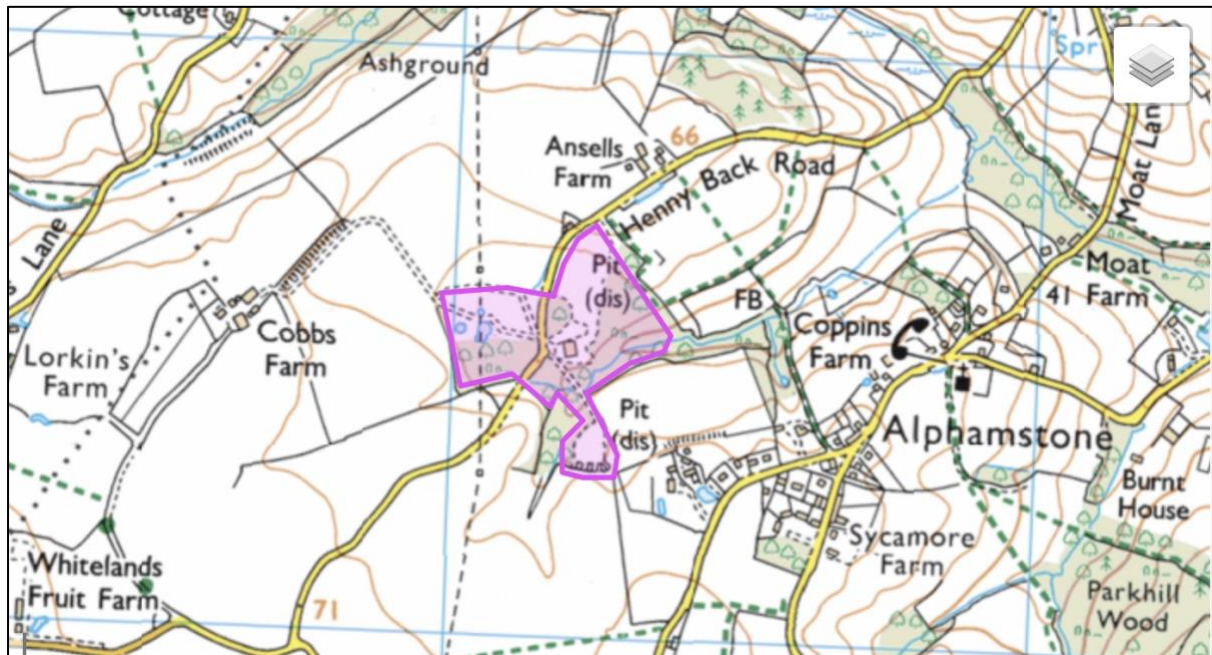 Cottage
Spr
Ashground
66
Ansells
Farm
Henny Back Road
Moat Lan
Lane
Pit
(dis)
FB
Moat
41 Farm
Coppins
Farm
Cobbs
Farm
Lorkin's
Farm
Pit
(dis)
Alphamstone
Burnt
House
Sycamore
Farm
Whitelands
Fruit Farm
71
Parkhill
Wood